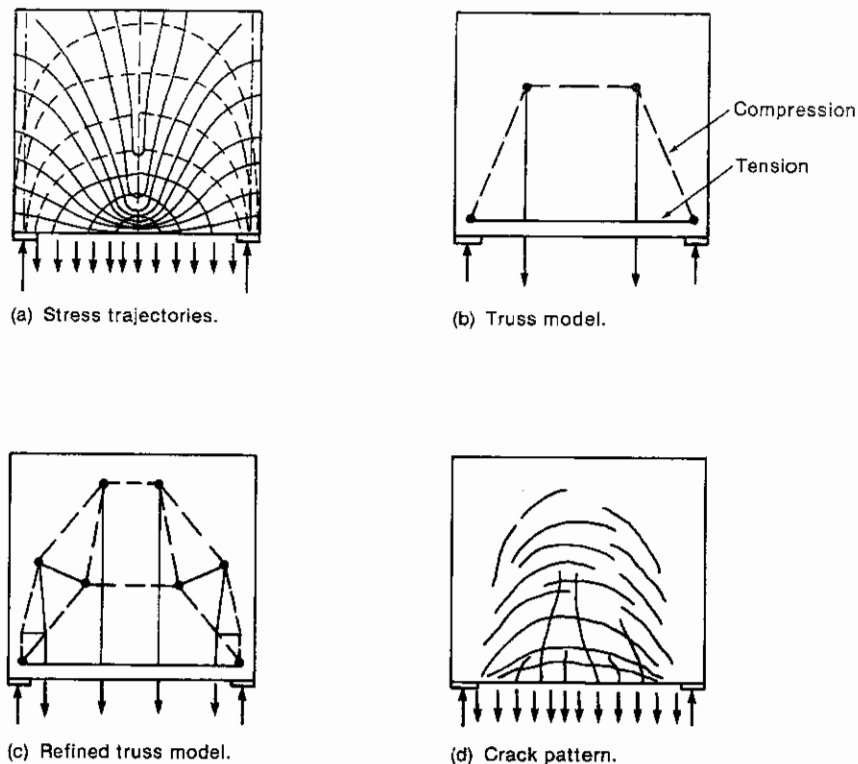 Compression
Tension
(a) Stress trajectories.
(b) Truss model.
(c) Refined truss model.
(d) Crack pattern.